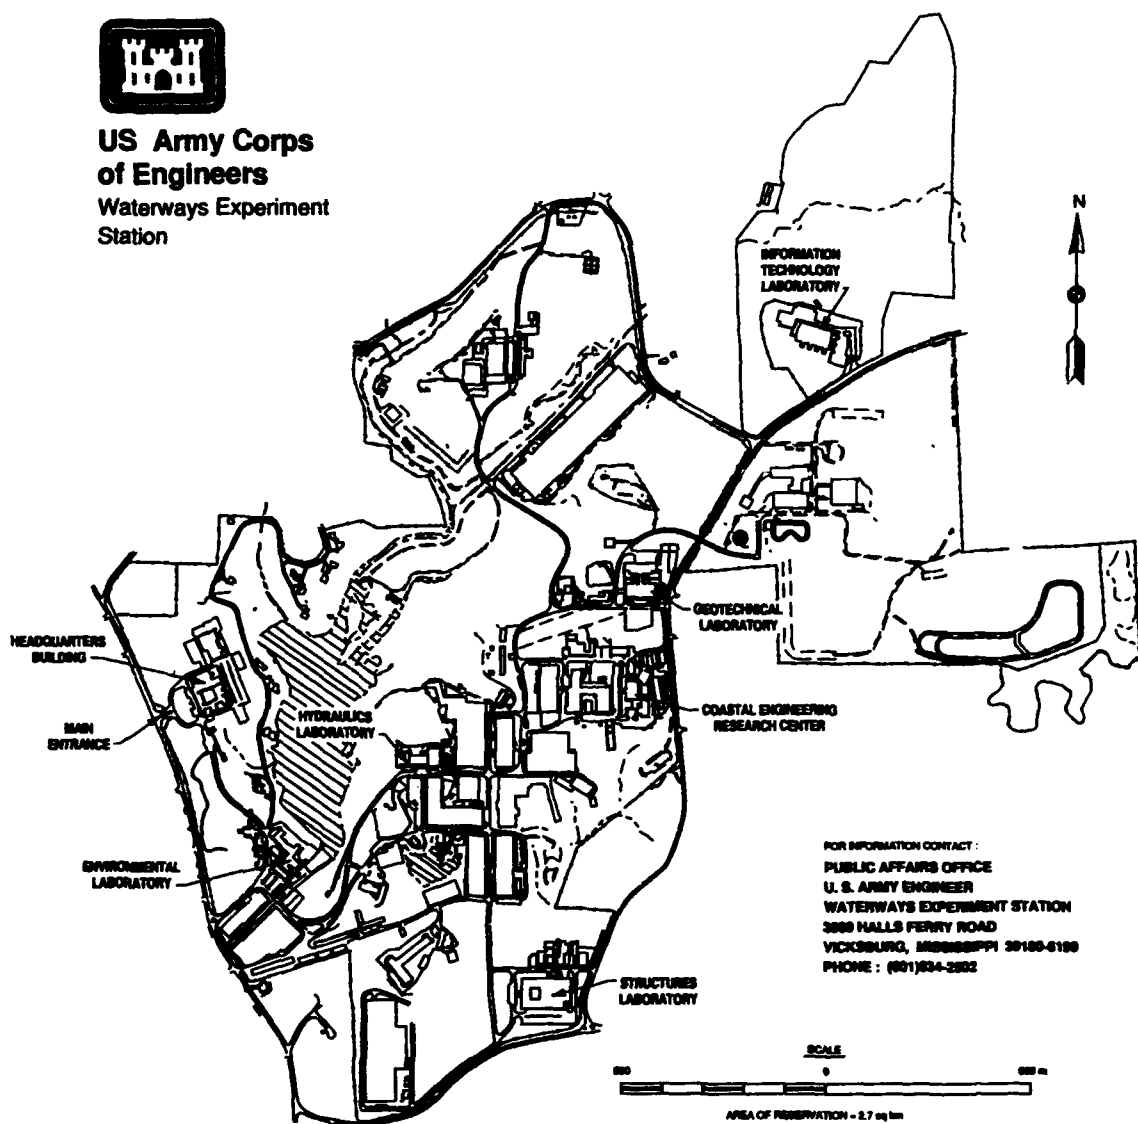 US Army Corps
of Engineers
Waterways Experiment
Station
N
INFORMATION
TECHNOLOGY
LABORATORY
HEADQUARTERS
BUILDING
MAIN
ENTRANCE
HYDRAULICS
LABORATORY
GEOTECHNICAL
LABORATORY
COASTAL ENGINEERING
RESEARCH CENTER
ENVIRONMENTAL
LABORATORY
STRUCTURES
LABORATORY
FOR INFORMATION CONTACT :
PUBLIC AFFAIRS OFFICE
U. S. ARMY ENGINEER
WATERWAYS EXPERIMENT STATION
HALLS FERRY ROAD
VICKSBURG, MISSISSIPPI
PHONE :
SCALE
0
m
AREA OF RESERVATION - 2.7 sq km